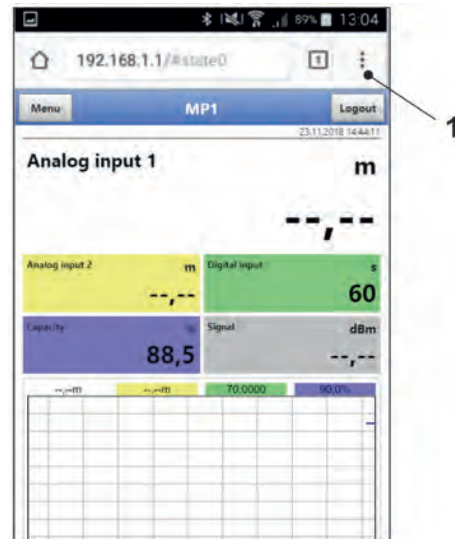 89% 13:04
192.168.1.1/#state0 1
Menu MP1 Logout
1
23.11.2018 14:44:11
Analog input 1 m
--,--
Analog input 2 m Digital input s
--,-- 60
Capacity % Signal dBm
88,5 --,--
--,--m --,--m 70,0000 90,0%